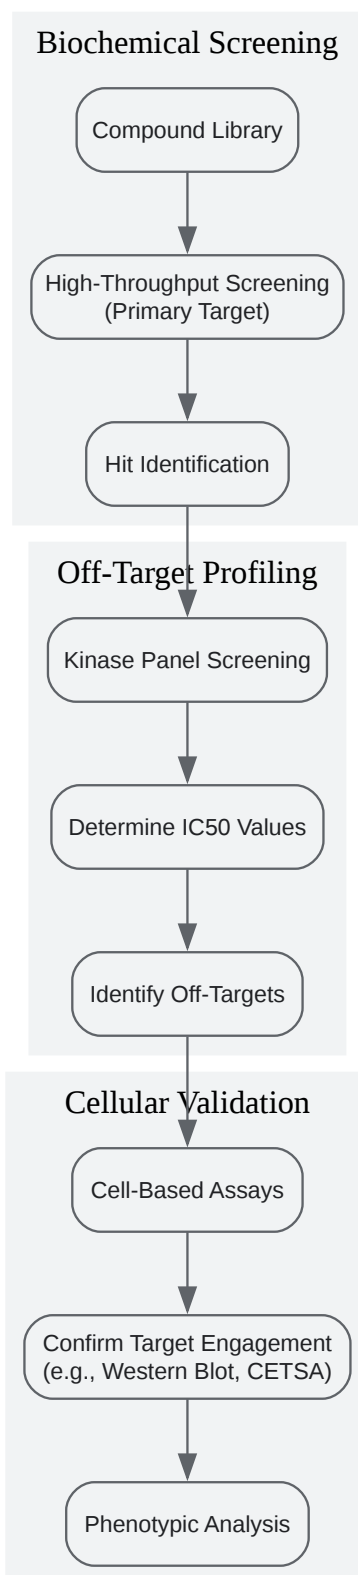 Biochemical Screening
Compound Library
High-Throughput Screening
(Primary Target)
Hit Identification
Off-Target Profiling
Kinase Panel Screening
Determine IC50 Values
Identify Off-Targets
Cellular Validation
Cell-Based Assays
Confirm Target Engagement
(e.g., Western Blot, CETSA)
Phenotypic Analysis